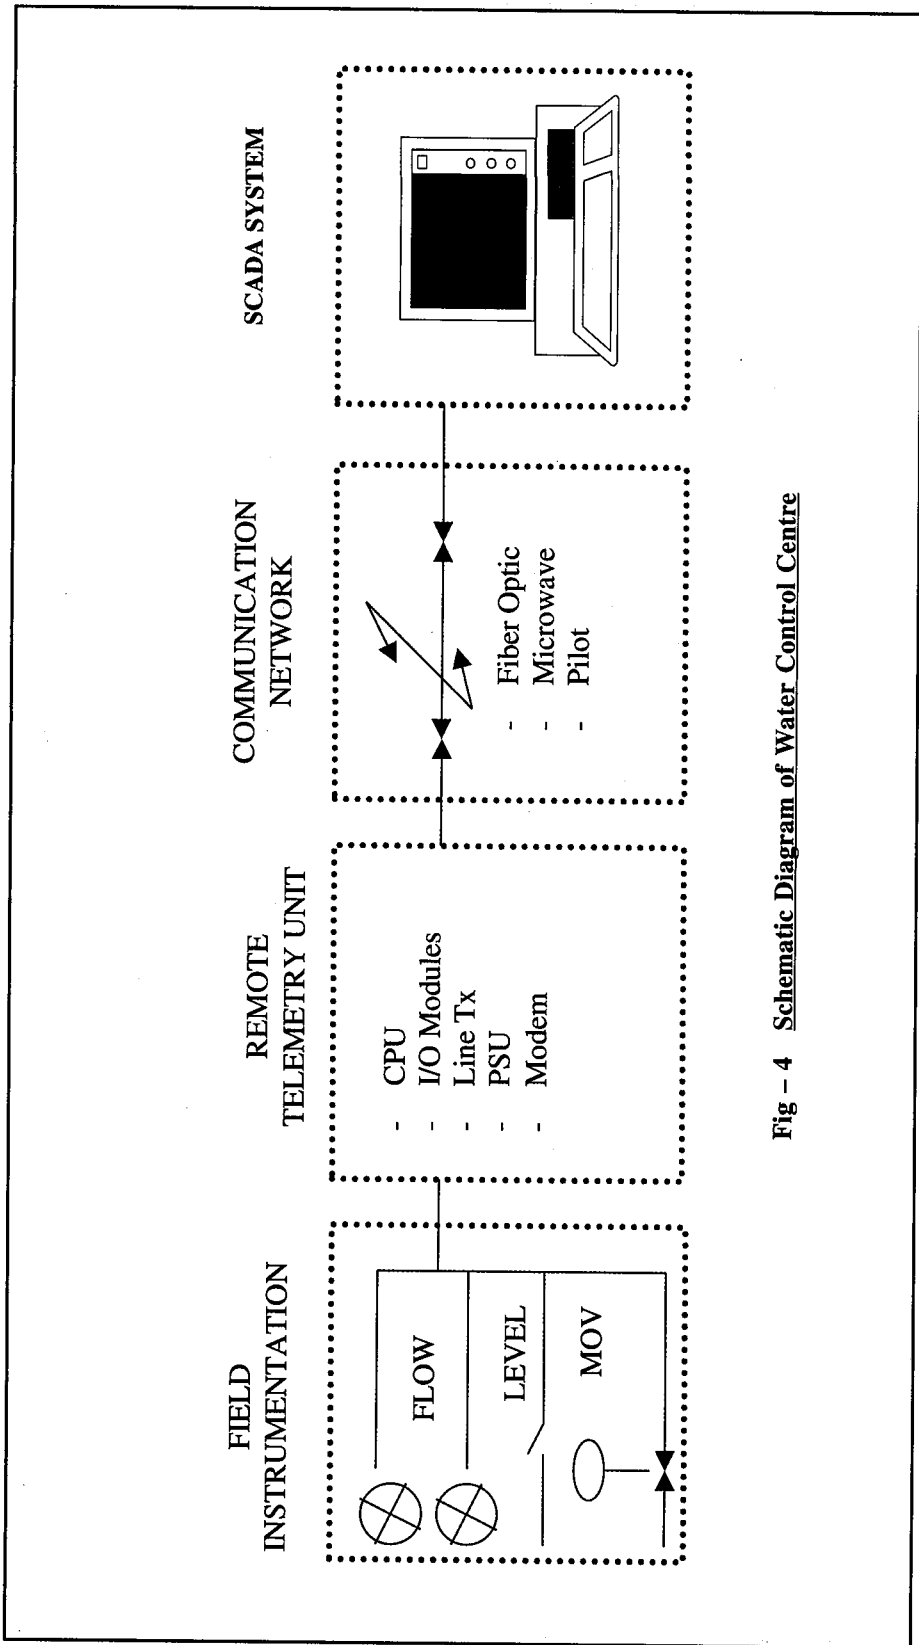 FIELD
INSTRUMENTATION
FLOW
LEVEL
MOV
REMOTE
TELEMETRY UNIT
- CPU
- I/O Modules
- Line Tx
- PSU
- Modem
COMMUNICATION
NETWORK
- Fiber Optic
- Microwave
- Pilot
SCADA SYSTEM
Fig – 4 Schematic Diagram of Water Control Centre